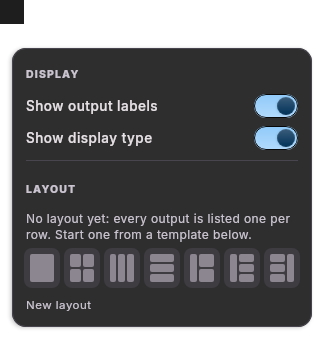 DISPLAY
Show output labels
Show display type
LAYOUT
No layout yet: every output is listed one per
row. Start one from a template below.
New layout